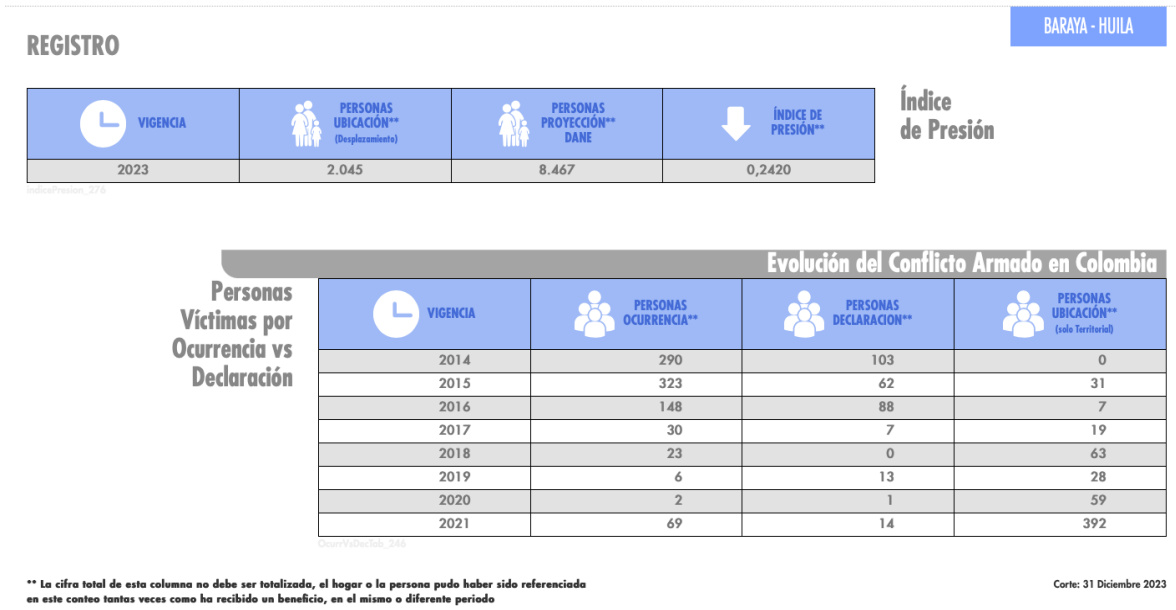 BARAYA - HUILA
REGISTRO
VIGENCIA
PERSONAS
UBICACIÓN**
(Desplazamiento)
PERSONAS
PROYECCIÓN**
DANE
ÍNDICE DE
PRESIÓN**
2023 2.045 8.467 0,2420
indicePresion_276
Índice
de Presión
Evolución del Conflicto Armado en Colombia
Personas
Víctimas por
Ocurrencia vs
Declaración
VIGENCIA
PERSONAS
OCURRENCIA**
PERSONAS
DECLARACION**
PERSONAS
UBICACIÓN**
(solo Territorial)
2014 290 103 0
2015 323 62 31
2016 148 88 7
2017 30 7 19
2018 23 0 63
2019 6 13 28
2020 2 1 59
2021 69 14 392
OcurrVsDecTab_246
** La cifra total de esta columna no debe ser totalizada, el hogar o la persona pudo haber sido referenciada
en este conteo tantas veces como ha recibido un beneficio, en el mismo o diferente periodo
Corte: 31 Diciembre 2023